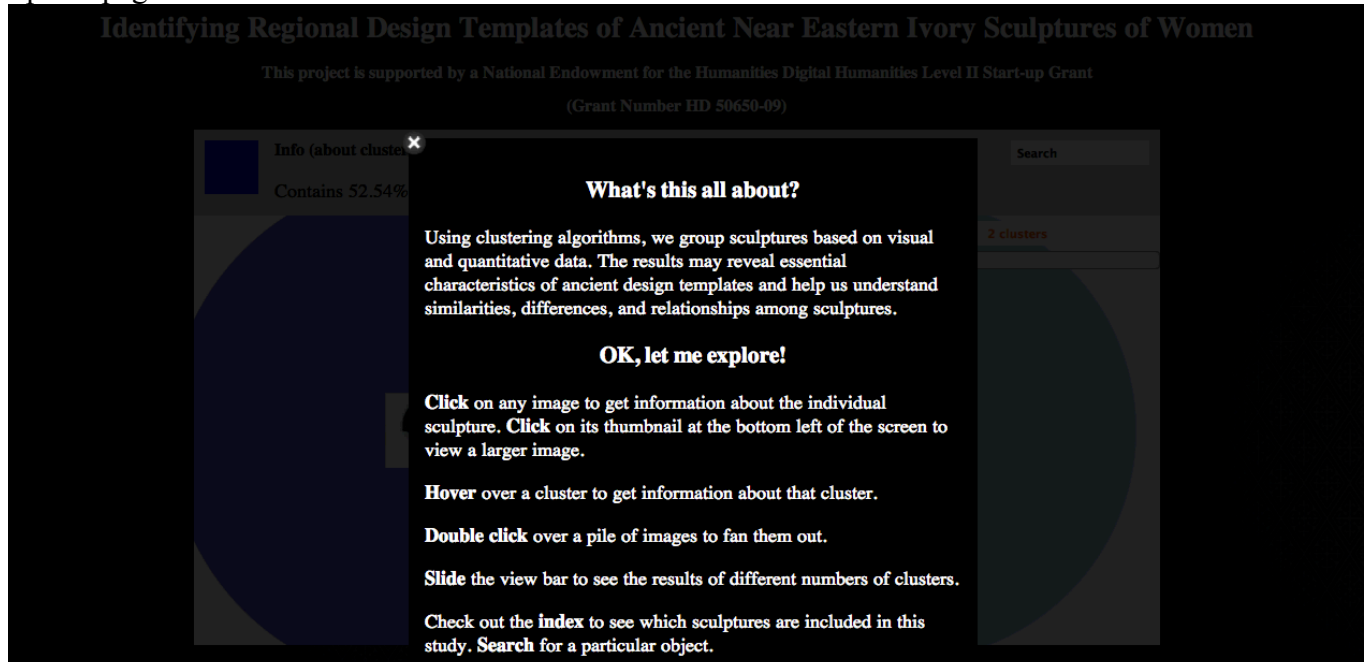 Identifying Regional Design Templates of Ancient Near Eastern Ivory Sculptures of Women
This project is supported by a National Endowment for the Humanities Digital Humanities Level II Start-up Grant
(Grant Number HD 50650-09)
Info (about cluster
Search
Contains 52.54%
2 clusters
What's this all about?
Using clustering algorithms, we group sculptures based on visual
and quantitative data. The results may reveal essential
characteristics of ancient design templates and help us understand
similarities, differences, and relationships among sculptures.
OK, let me explore!
Click on any image to get information about the individual
sculpture. Click on its thumbnail at the bottom left of the screen to
view a larger image.
Hover over a cluster to get information about that cluster.
Double click over a pile of images to fan them out.
Slide the view bar to see the results of different numbers of clusters.
Check out the index to see which sculptures are included in this
study. Search for a particular object.